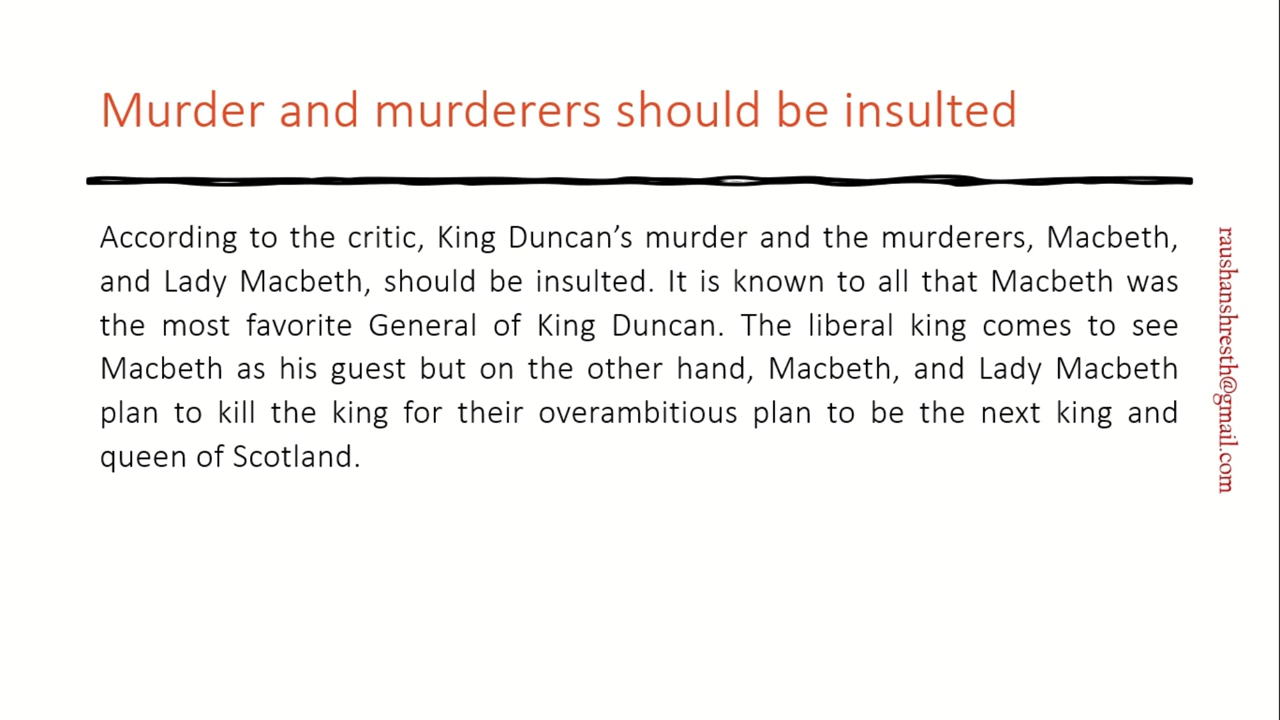 Murder and murderers should be insulted
According to the critic, King Duncan’s murder and the murderers, Macbeth,
and Lady Macbeth, should be insulted. It is known to all that Macbeth was
the most favorite General of King Duncan. The liberal king comes to see
Macbeth as his guest but on the other hand, Macbeth, and Lady Macbeth
plan to kill the king for their overambitious plan to be the next king and
queen of Scotland.
raushanshresth@gmail.com